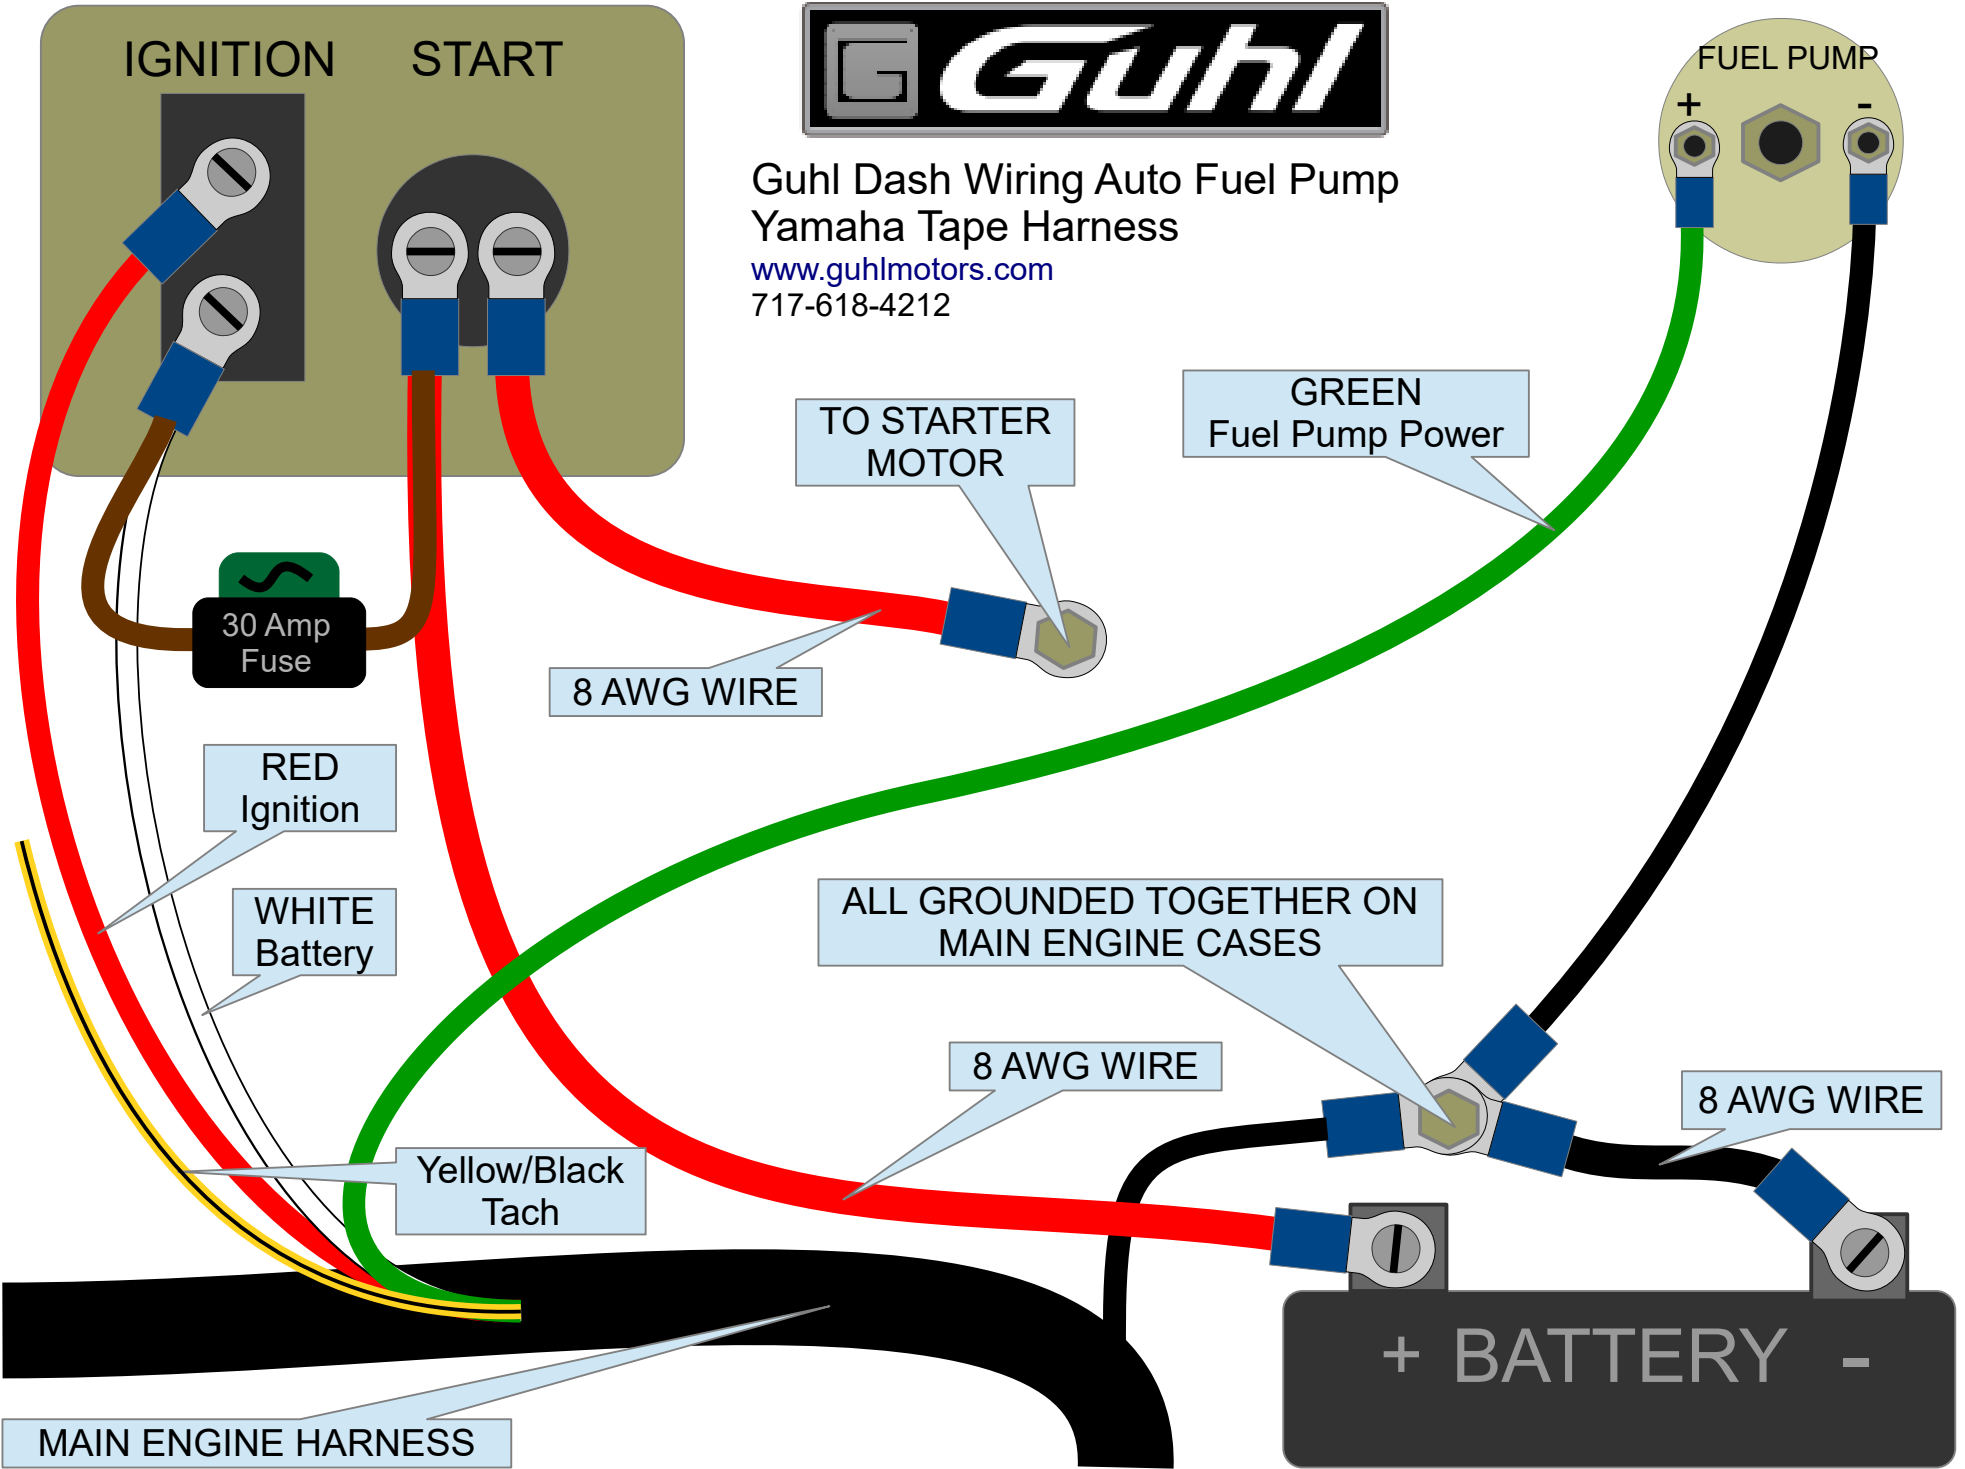 IGNITION
START
Guhl
FUEL PUMP
+
-
Guhl Dash Wiring Auto Fuel Pump
Yamaha Tape Harness
www.guhlmotors.com
717-618-4212
GREEN
Fuel Pump Power
TO STARTER
MOTOR
30 Amp
Fuse
8 AWG WIRE
RED
Ignition
WHITE
Battery
ALL GROUNDED TOGETHER ON
MAIN ENGINE CASES
8 AWG WIRE
8 AWG WIRE
Yellow/Black
Tach
+ BATTERY -
MAIN ENGINE HARNESS